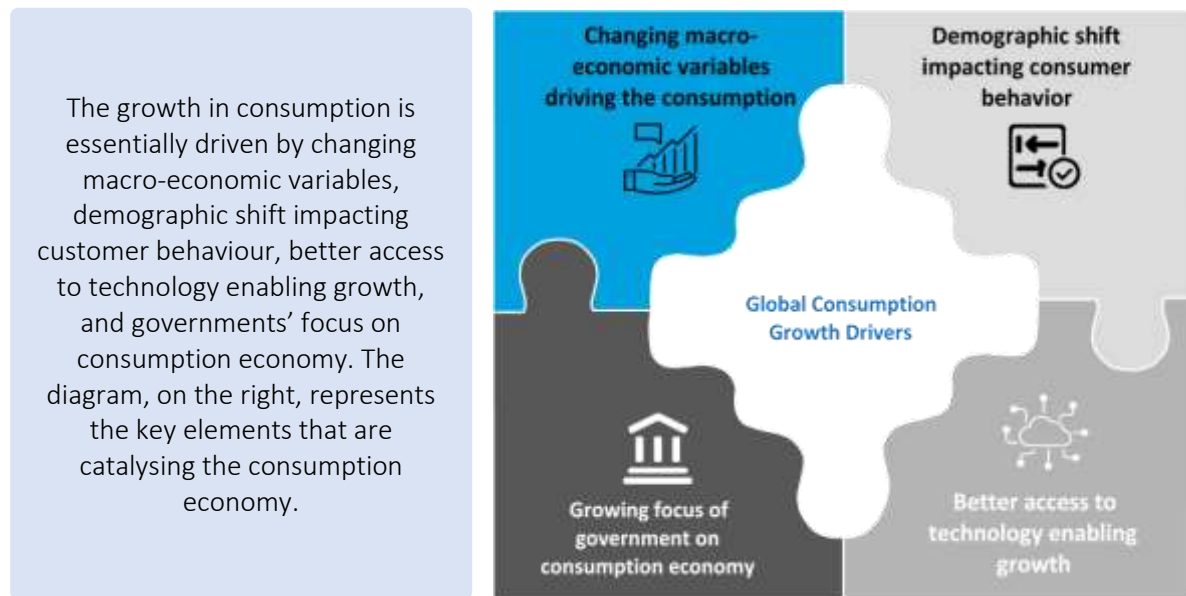 The growth in consumption is
essentially driven by changing
macro-economic variables,
demographic shift impacting
customer behaviour, better access
to technology enabling growth,
and governments’ focus on
consumption economy. The
diagram, on the right, represents
the key elements that are
catalysing the consumption
economy.
Changing macro-
economic variables
driving the consumption
Demographic shift
impacting consumer
behavior
Global Consumption
Growth Drivers
Growing focus of
government on
consumption economy
Better access to
technology enabling
growth